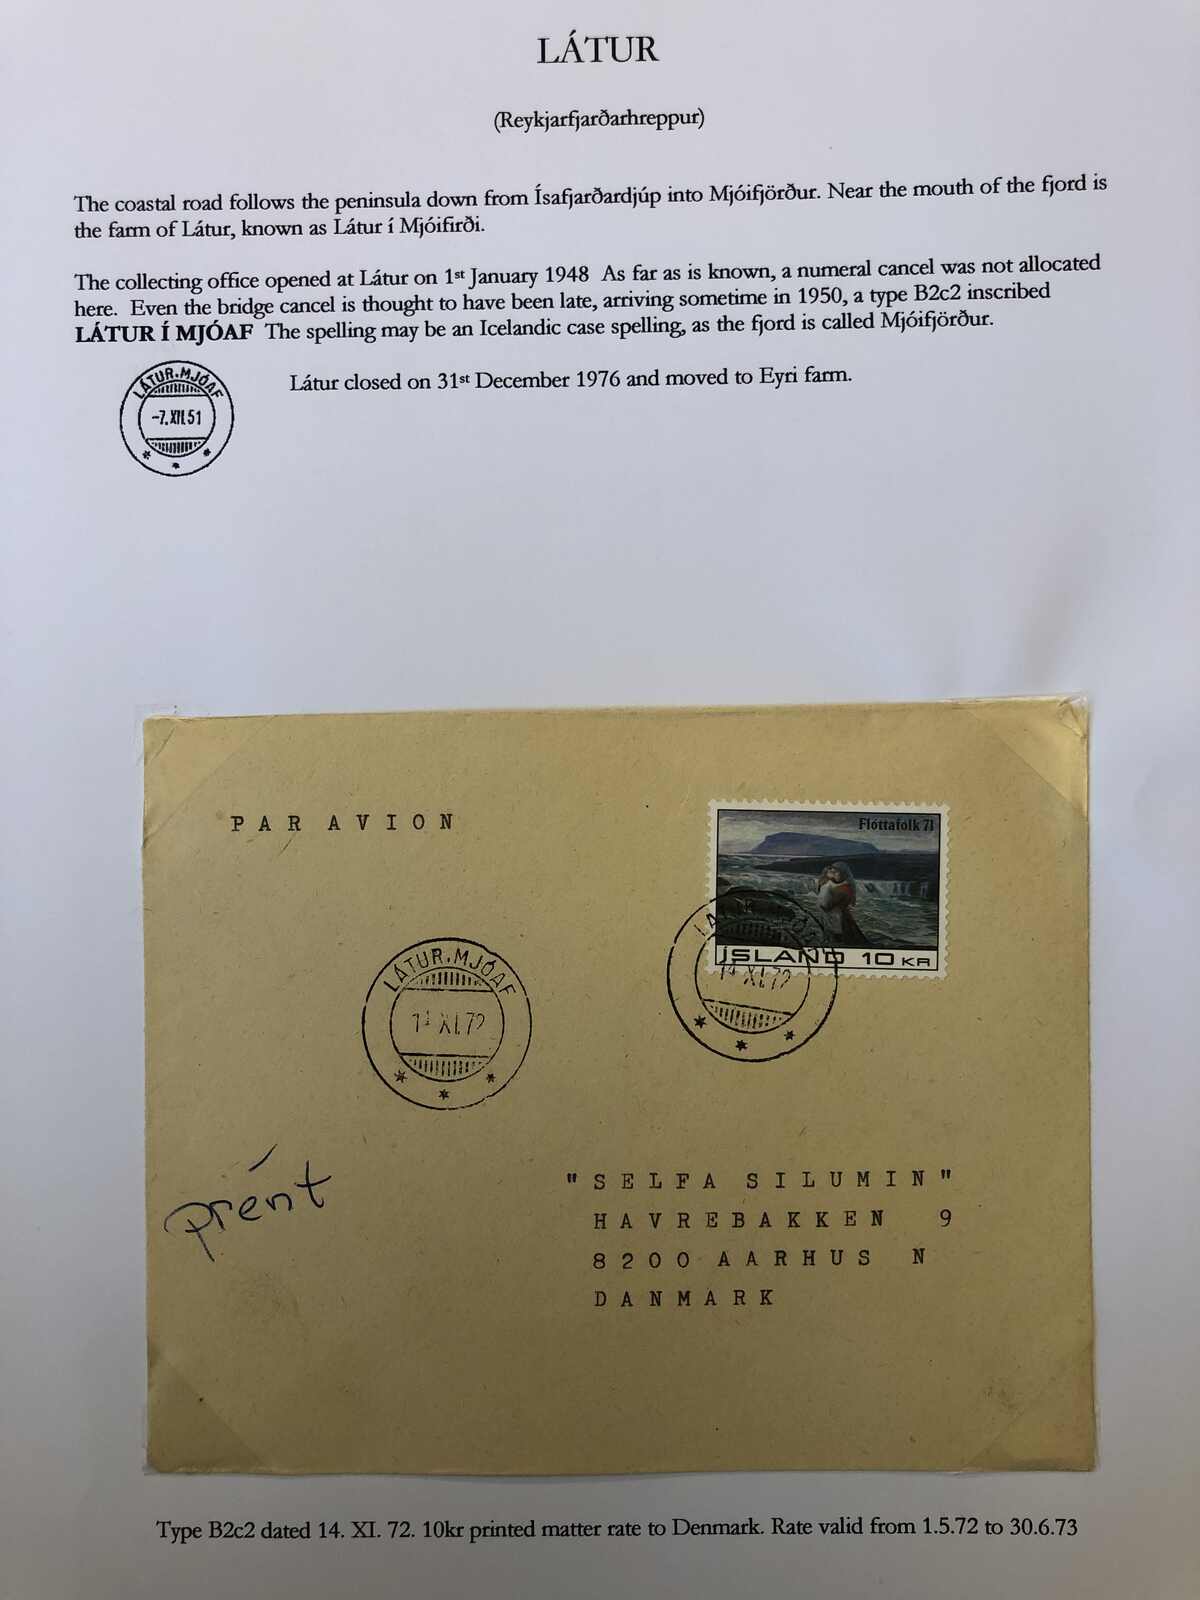 LÁTUR
(Reykjarfjarðarhreppur)
The coastal road follows the peninsula down from Ísafjarðardjúp into Mjóifjörður. Near the mouth of the fjord is
the farm of Látur, known as Látur í Mjóifirði.
The collecting office opened at Látur on 1st January 1948 As far as is known, a numeral cancel was not allocated
here. Even the bridge cancel is thought to have been late, arriving sometime in 1950, a type B2c2 inscribed
LÁTUR Í MJÓAF The spelling may be an Icelandic case spelling, as the fjord is called Mjóifjörður.
LÁTUR.MJÓAF
-7.XII.51
Látur closed on 31st December 1976 and moved to Eyri farm.
PAR AVION
Flóttafolk 71
ÍSLAND 10 KR
LÁTUR.MJÓAF
14 XI.72
LÁTUR.MJÓAF
14 XI.72
prént
"SELFA SILUMIN"
HAVREBAKKEN 9
8200 AARHUS N
DANMARK
Type B2c2 dated 14. XI. 72. 10kr printed matter rate to Denmark. Rate valid from 1.5.72 to 30.6.73